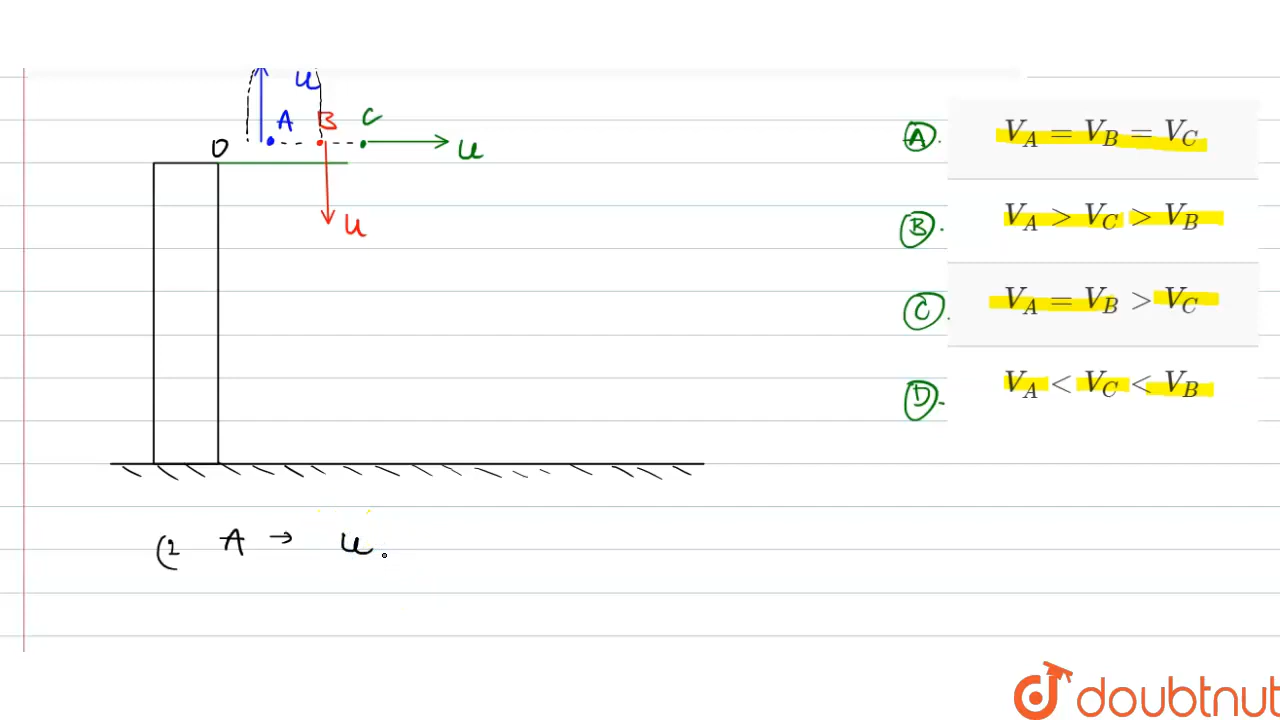 u
A B C
O
u
u
A. V_A = V_B = V_C
B. V_A > V_C > V_B
C. V_A = V_B > V_C
D. V_A < V_C < V_B
A → u.
doubtnut